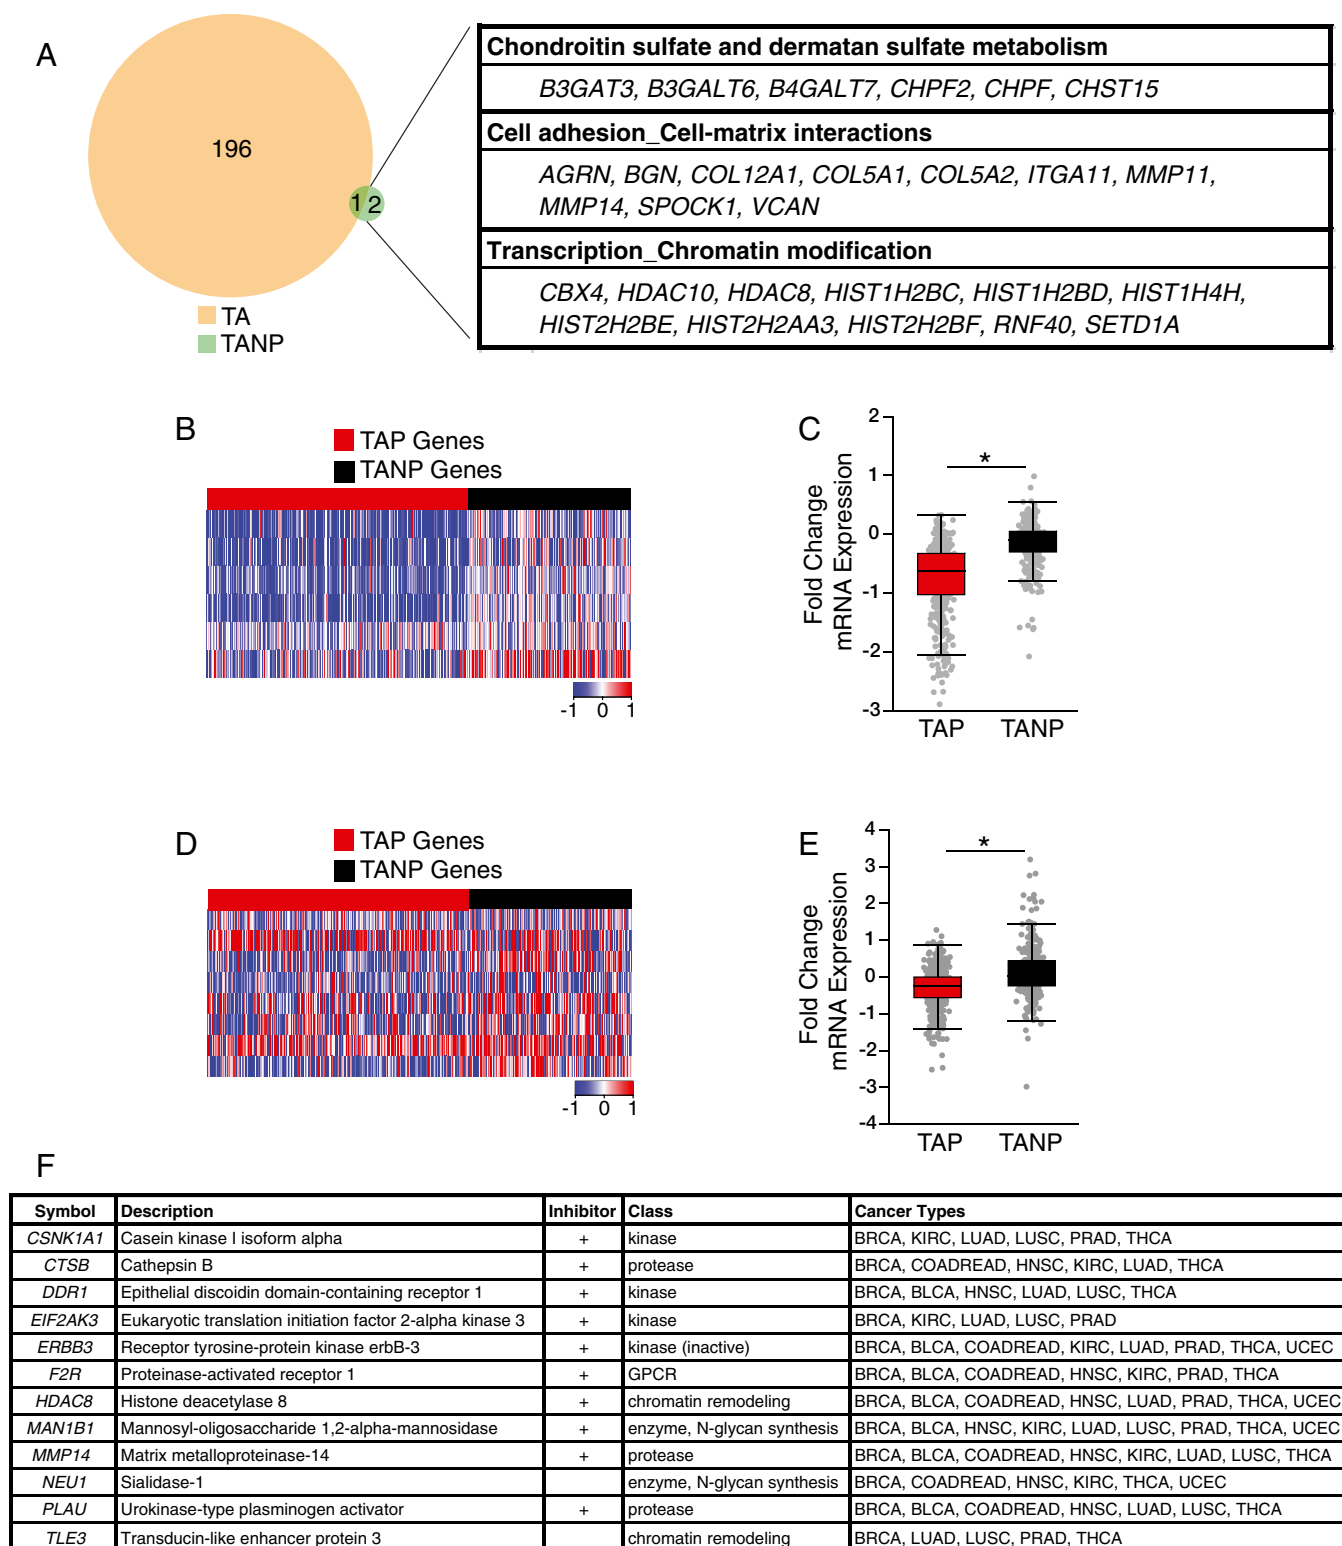 A
196
1 2
TA
TANP
Chondroitin sulfate and dermatan sulfate metabolism
B3GAT3, B3GALT6, B4GALT7, CHPF2, CHPF, CHST15
Cell adhesion_Cell-matrix interactions
AGRN, BGN, COL12A1, COL5A1, COL5A2, ITGA11, MMP11,
MMP14, SPOCK1, VCAN
Transcription_Chromatin modification
CBX4, HDAC10, HDAC8, HIST1H2BC, HIST1H2BD, HIST1H4H,
HIST2H2BE, HIST2H2AA3, HIST2H2BF, RNF40, SETD1A
B
TAP Genes
TANP Genes
-1 0 1
C
Fold Change
mRNA Expression
2
1
0
-1
-2
-3
*
TAP TANP
D
TAP Genes
TANP Genes
-1 0 1
E
Fold Change
mRNA Expression
4
3
2
1
0
-1
-2
-3
-4
*
TAP TANP
F
Symbol Description Inhibitor Class Cancer Types
CSNK1A1 Casein kinase I isoform alpha + kinase BRCA, KIRC, LUAD, LUSC, PRAD, THCA
CTSB Cathepsin B + protease BRCA, COADREAD, HNSC, KIRC, LUAD, THCA
DDR1 Epithelial discoidin domain-containing receptor 1 + kinase BRCA, BLCA, HNSC, LUAD, LUSC, THCA
EIF2AK3 Eukaryotic translation initiation factor 2-alpha kinase 3 + kinase BRCA, KIRC, LUAD, LUSC, PRAD
ERBB3 Receptor tyrosine-protein kinase erbB-3 + kinase (inactive) BRCA, BLCA, COADREAD, KIRC, LUAD, PRAD, THCA, UCEC
F2R Proteinase-activated receptor 1 + GPCR BRCA, BLCA, COADREAD, HNSC, KIRC, PRAD, THCA
HDAC8 Histone deacetylase 8 + chromatin remodeling BRCA, BLCA, COADREAD, HNSC, LUAD, PRAD, THCA, UCEC
MAN1B1 Mannosyl-oligosaccharide 1,2-alpha-mannosidase + enzyme, N-glycan synthesis BRCA, BLCA, HNSC, KIRC, LUAD, LUSC, PRAD, THCA, UCEC
MMP14 Matrix metalloproteinase-14 + protease BRCA, BLCA, COADREAD, HNSC, KIRC, LUAD, LUSC, THCA
NEU1 Sialidase-1 enzyme, N-glycan synthesis BRCA, COADREAD, HNSC, KIRC, THCA, UCEC
PLAU Urokinase-type plasminogen activator + protease BRCA, BLCA, COADREAD, HNSC, LUAD, LUSC, THCA
TLE3 Transducin-like enhancer protein 3 chromatin remodeling BRCA, LUAD, LUSC, PRAD, THCA